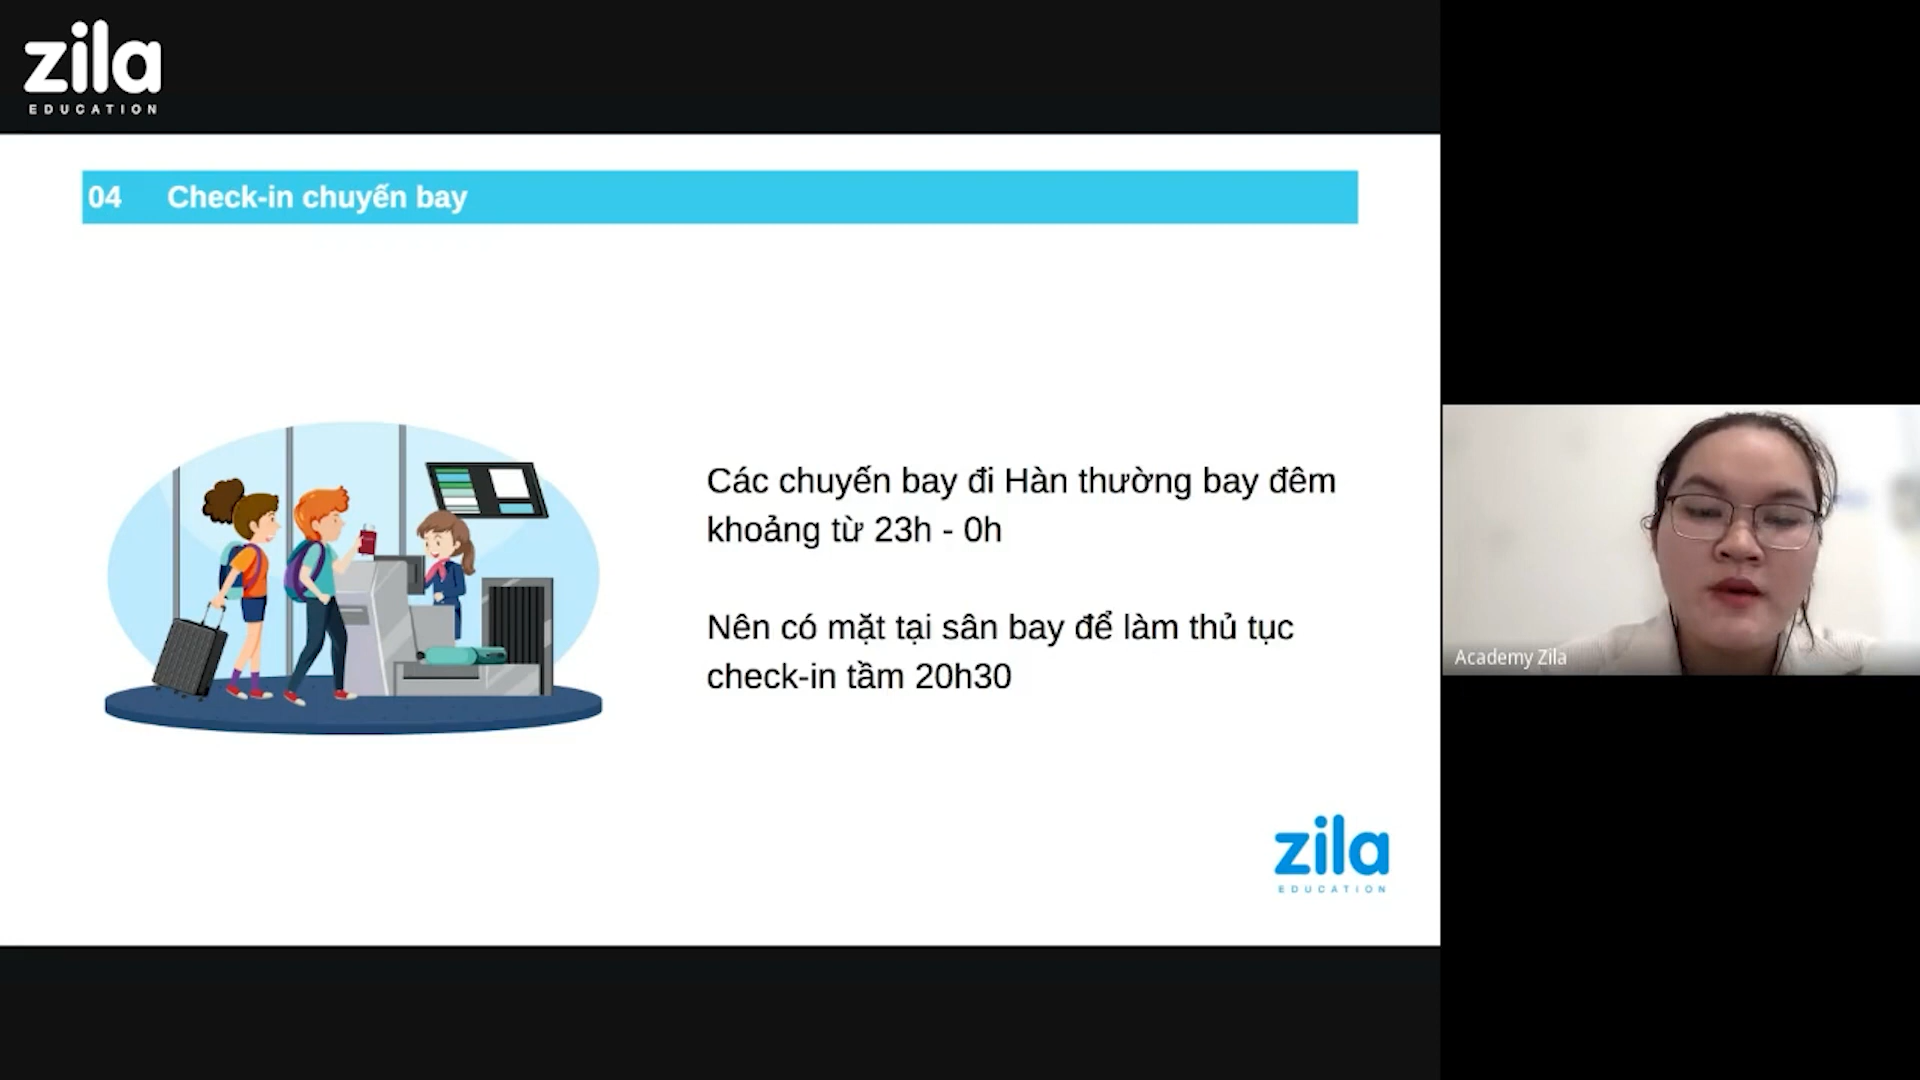 zila
EDUCATION
04 Check-in chuyến bay
Các chuyến bay đi Hàn thường bay đêm
khoảng từ 23h - 0h
Nên có mặt tại sân bay để làm thủ tục
check-in tầm 20h30
Academy Zila
zila
EDUCATION